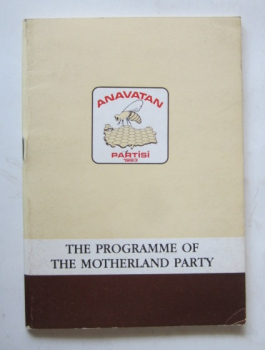 ANAVATAN
PARTİSİ
1983
THE PROGRAMME OF
THE MOTHERLAND PARTY